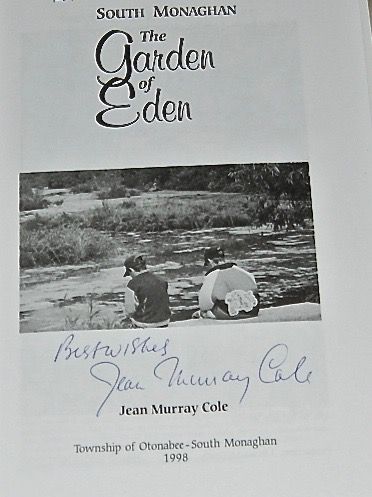 SOUTH MONAGHAN
The
Garden
of
Eden
Best wishes
Jean Murray Cole
Jean Murray Cole
Township of Otonabee-South Monaghan
1998